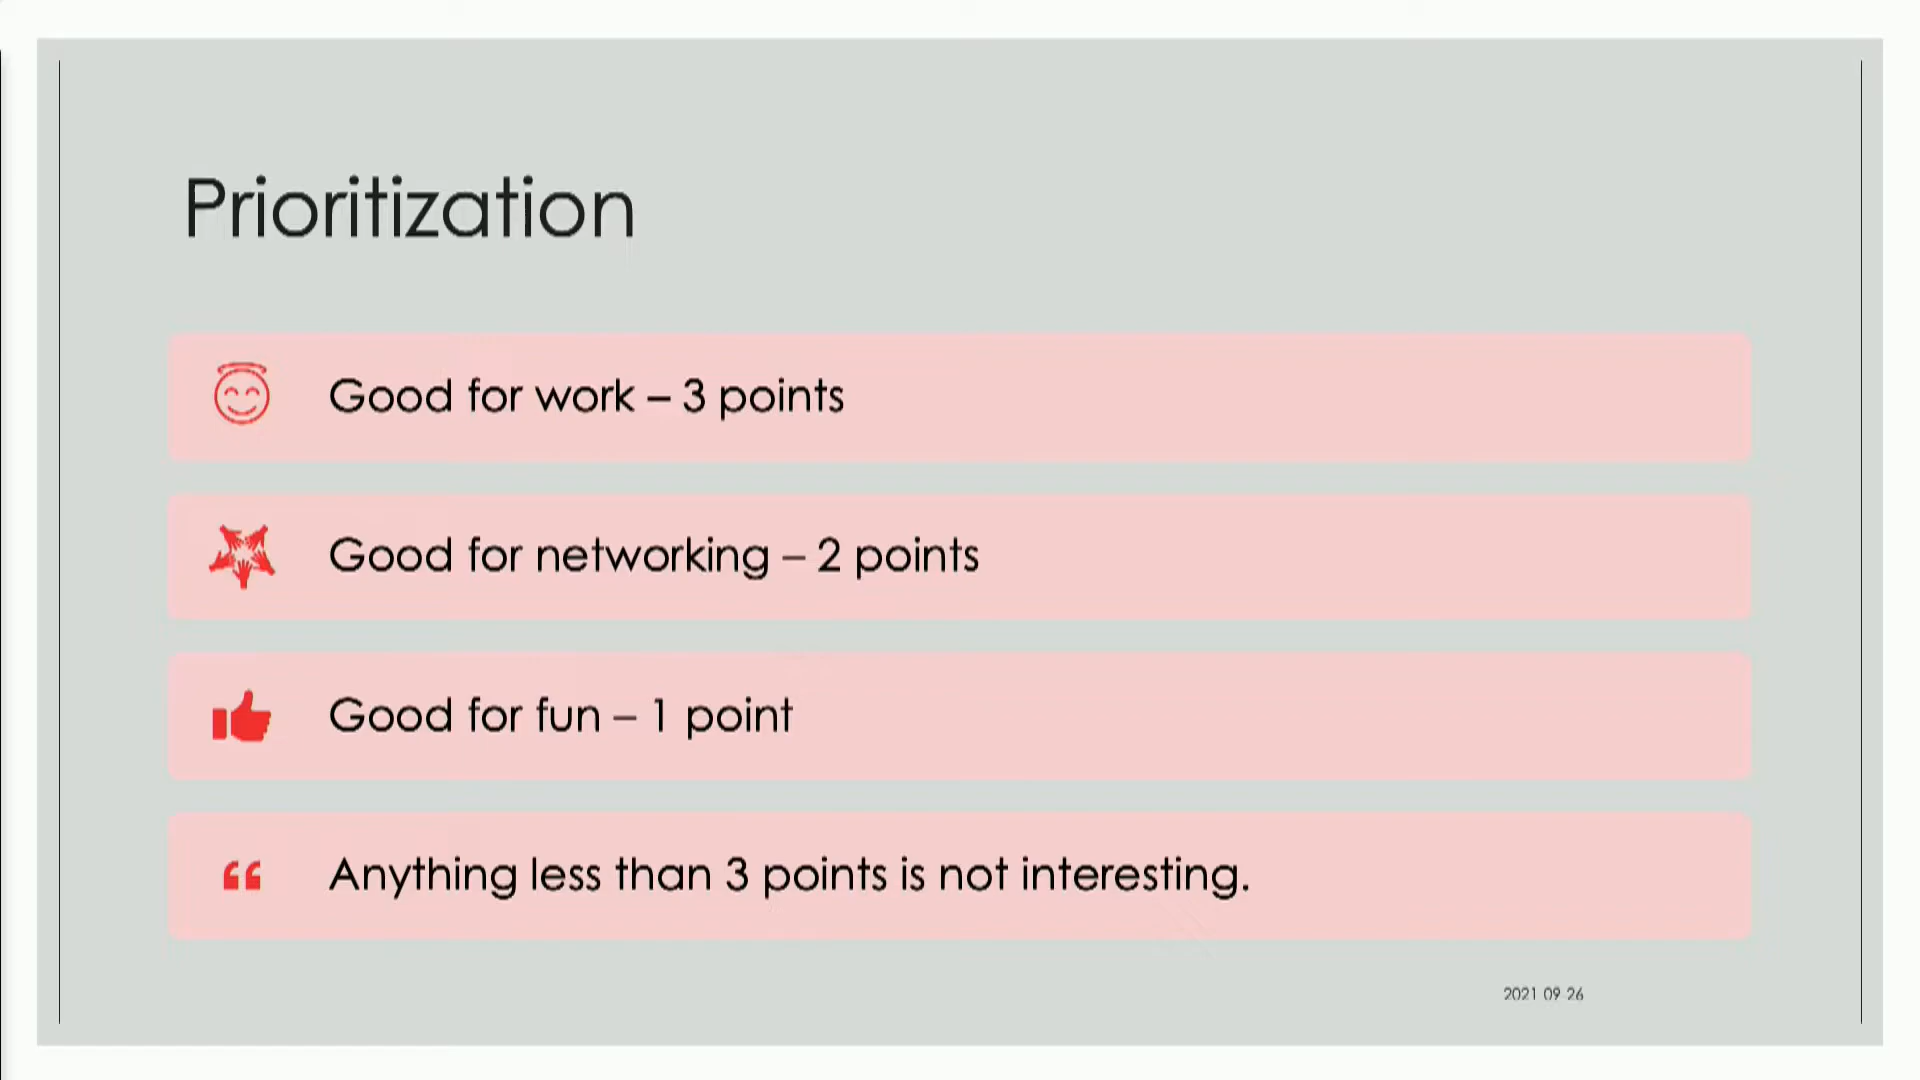 Prioritization
Good for work – 3 points
Good for networking – 2 points
Good for fun – 1 point
Anything less than 3 points is not interesting.
2021 09 26